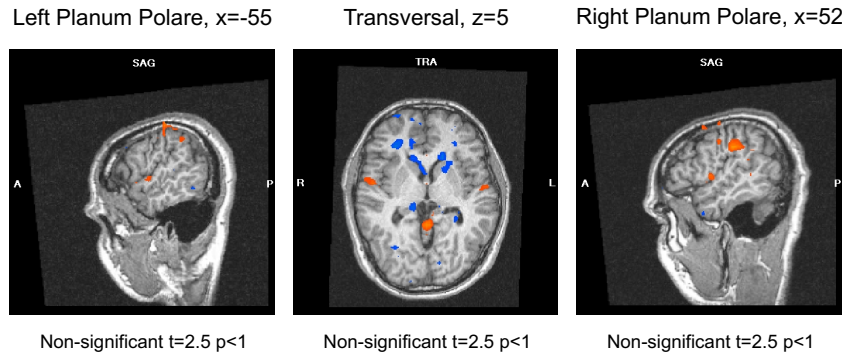 Left Planum Polare, x=-55
Transversal, z=5
Right Planum Polare, x=52
SAG
TRA
SAG
A
P
R
L
A
P
Non-significant t=2.5 p<1
Non-significant t=2.5 p<1
Non-significant t=2.5 p<1